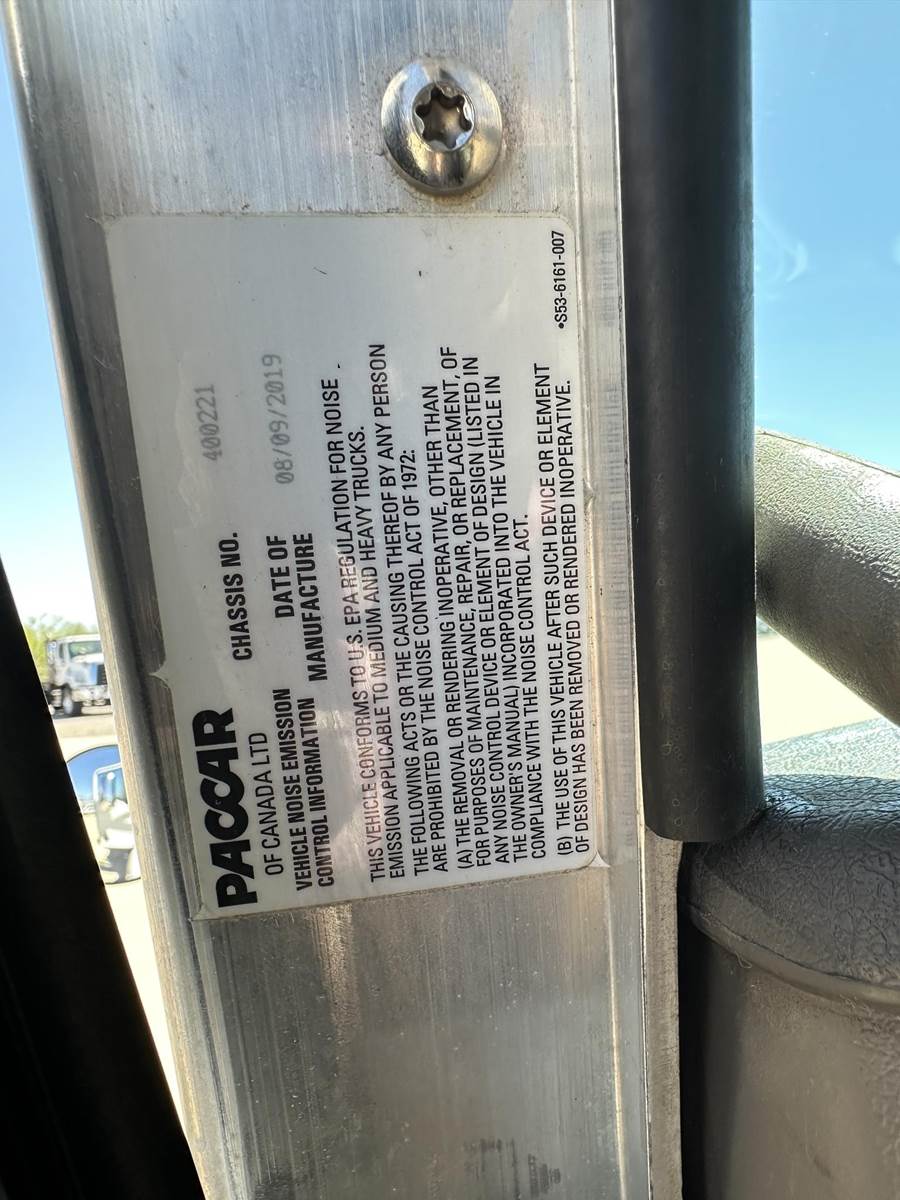 PACCAR
OF CANADA LTD
CHASSIS NO. 400221
VEHICLE NOISE EMISSION
CONTROL INFORMATION
DATE OF
MANUFACTURE
08/09/2019
THIS VEHICLE CONFORMS TO U.S. EPA REGULATION FOR NOISE
EMISSION APPLICABLE TO MEDIUM AND HEAVY TRUCKS.
THE FOLLOWING ACTS OR THE CAUSING THEREOF BY ANY PERSON
ARE PROHIBITED BY THE NOISE CONTROL ACT OF 1972:
(A) THE REMOVAL OR RENDERING INOPERATIVE, OTHER THAN
FOR PURPOSES OF MAINTENANCE, REPAIR, OR REPLACEMENT, OF
ANY NOISE CONTROL DEVICE OR ELEMENT OF DESIGN (LISTED IN
THE OWNER'S MANUAL) INCORPORATED INTO THE VEHICLE IN
COMPLIANCE WITH THE NOISE CONTROL ACT.
(B) THE USE OF THIS VEHICLE AFTER SUCH DEVICE OR ELEMENT
OF DESIGN HAS BEEN REMOVED OR RENDERED INOPERATIVE.
•S53-6161-007